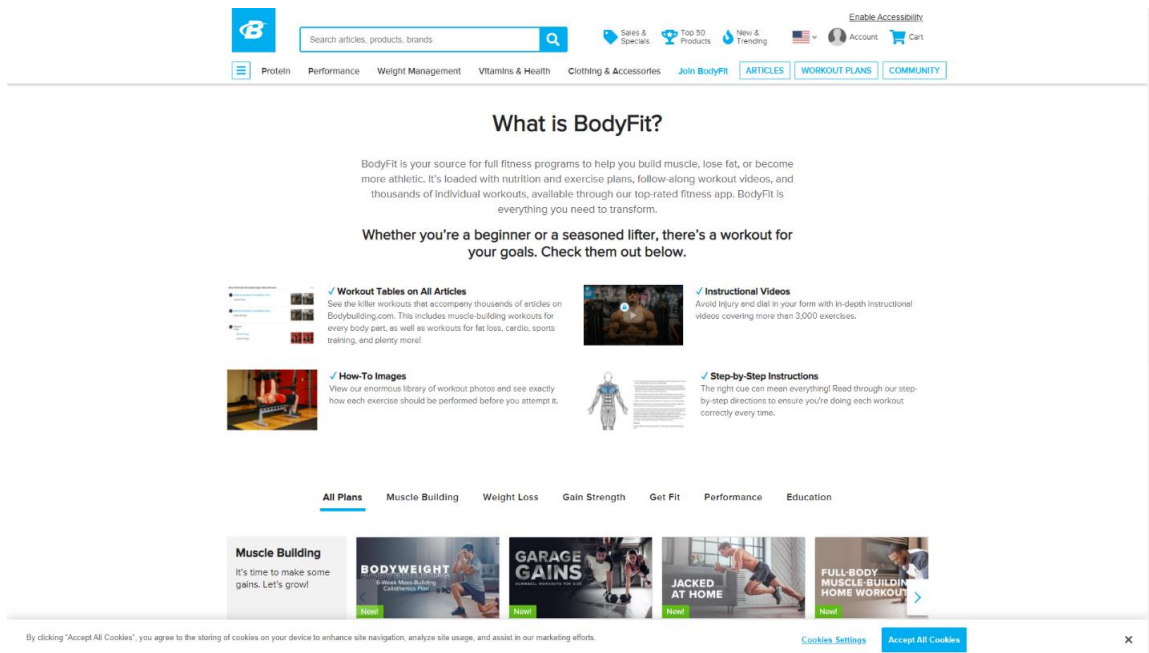 Enable Accessibility
B
Search articles, products, brands
Sales &
Specials
Top 50
Products
New &
Trending
Account
Cart
Protein
Performance
Weight Management
Vitamins & Health
Clothing & Accessories
Join BodyFit
ARTICLES
WORKOUT PLANS
COMMUNITY
What is BodyFit?
BodyFit is your source for full fitness programs to help you build muscle, lose fat, or become
more athletic. It's loaded with nutrition and exercise plans, follow-along workout videos, and
thousands of individual workouts, available through our top-rated fitness app. BodyFit is
everything you need to transform.
Whether you're a beginner or a seasoned lifter, there's a workout for
your goals. Check them out below.
✓ Workout Tables on All Articles
See the killer workouts that accompany thousands of articles on
Bodybuilding.com. This includes muscle-building workouts for
every body part, as well as workouts for fat loss, cardio, sports
training, and plenty more!
✓ Instructional Videos
Avoid injury and dial in your form with in-depth instructional
videos covering more than 3,000 exercises.
✓ How-To Images
View our enormous library of workout photos and see exactly
how each exercise should be performed before you attempt it.
✓ Step-by-Step Instructions
The right cue can mean everything! Read through our step-
by-step directions to ensure you're doing each workout
correctly every time.
All Plans
Muscle Building
Weight Loss
Gain Strength
Get Fit
Performance
Education
Muscle Building
It's time to make some
gains. Let's grow!
BODYWEIGHT
6-Week Mass-Building
Calisthenics Plan
New!
GARAGE
GAINS
DUMBBELL WORKOUTS FOR SIZE
New!
JACKED
AT HOME
New!
FULL-BODY
MUSCLE-BUILDIN
HOME WORKOUT
New!
By clicking "Accept All Cookies", you agree to the storing of cookies on your device to enhance site navigation, analyze site usage, and assist in our marketing efforts.
Cookies Settings
Accept All Cookies